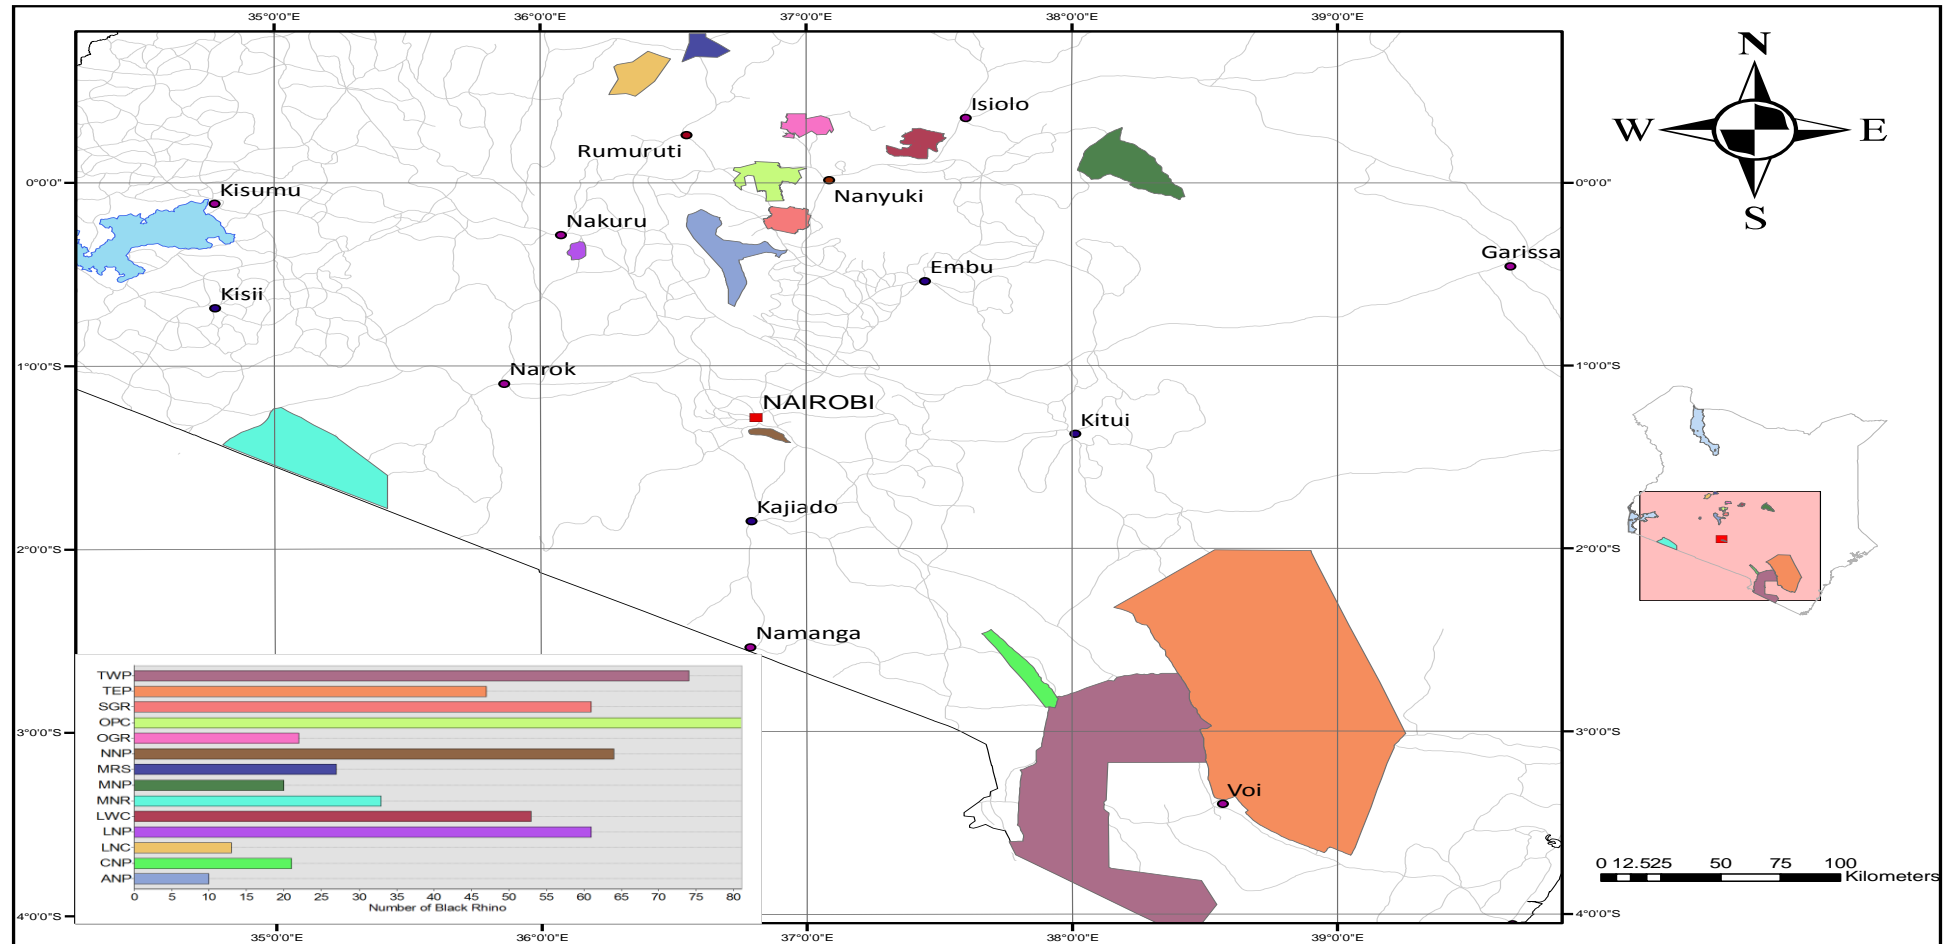 35°0'0"E 36°0'0"E 37°0'0"E 38°0'0"E 39°0'0"E
N
W E
S
Isiolo
Rumuruti
0°0'0" 0°0'0"
Kisumu
Nanyuki
Nakuru
Garissa
Embu
Kisii
1°0'0"S 1°0'0"S
Narok
NAIROBI
Kitui
Kajiado
2°0'0"S 2°0'0"S
Namanga
TWP
TEP
SGR
OPC
OGR
NNP
MRS
MNP
MNR
LWC
LNP
LNC
CNP
ANP
0 5 10 15 20 25 30 35 40 45 50 55 60 65 70 75 80
Number of Black Rhino
3°0'0"S 3°0'0"S
Voi
0 12.525 50 75 100
Kilometers
4°0'0"S 4°0'0"S
35°0'0"E 36°0'0"E 37°0'0"E 38°0'0"E 39°0'0"E